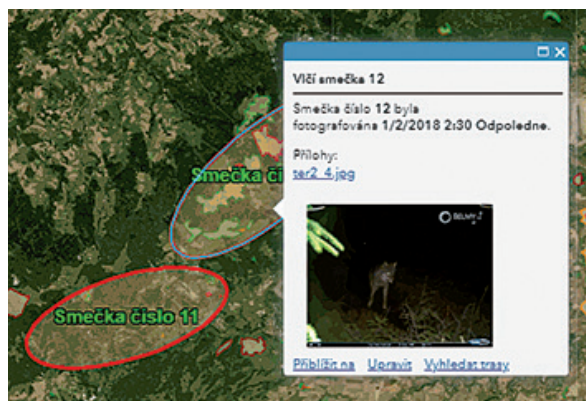 Vlčí smečka 12
Smečka číslo 12 byla
fotografována 1/2/2018 2:30 Odpoledne.
Přílohy:
ter2_4.jpg
Smečka čí
Smečka číslo 11
Přiblížit na Upravit Vyhledat trasy